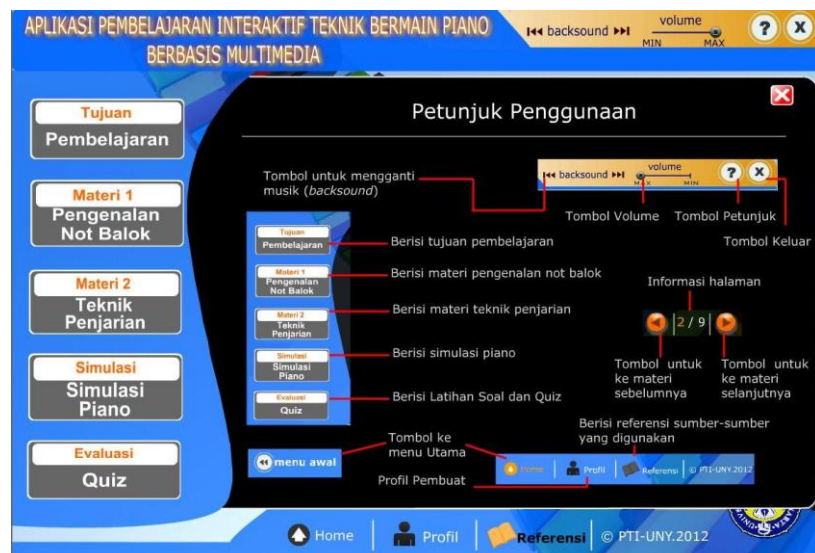 APLIKASI PEMBELAJARAN INTERAKTIF TEKNIK BERMAIN PIANO
BERBASIS MULTIMEDIA
backsound
volume
MIN MAX
?
X
Tujuan
Pembelajaran
Materi 1
Pengenalan
Not Balok
Materi 2
Teknik
Penjarian
Simulasi
Simulasi
Piano
Evaluasi
Quiz
Petunjuk Penggunaan
Tombol untuk mengganti
musik (backsound)
backsound
volume
MAX MIN
?
X
Tombol Volume
Tombol Petunjuk
Tombol Keluar
Tujuan
Pembelajaran
Berisi tujuan pembelajaran
Materi 1
Pengenalan
Not Balok
Berisi materi pengenalan not balok
Materi 2
Teknik
Penjarian
Berisi materi teknik penjarian
Simulasi
Simulasi
Piano
Berisi simulasi piano
Evaluasi
Quiz
Berisi Latihan Soal dan Quiz
Informasi halaman
2 / 9
Tombol untuk
ke materi
sebelumnya
Tombol untuk
ke materi
selanjutnya
Berisi referensi sumber-sumber
yang digunakan
Tombol ke
menu Utama
menu awal
Profil Pembuat
Home
Profil
Referensi
© PTI-UNY.2012
Home
Profil
Referensi
© PTI-UNY.2012